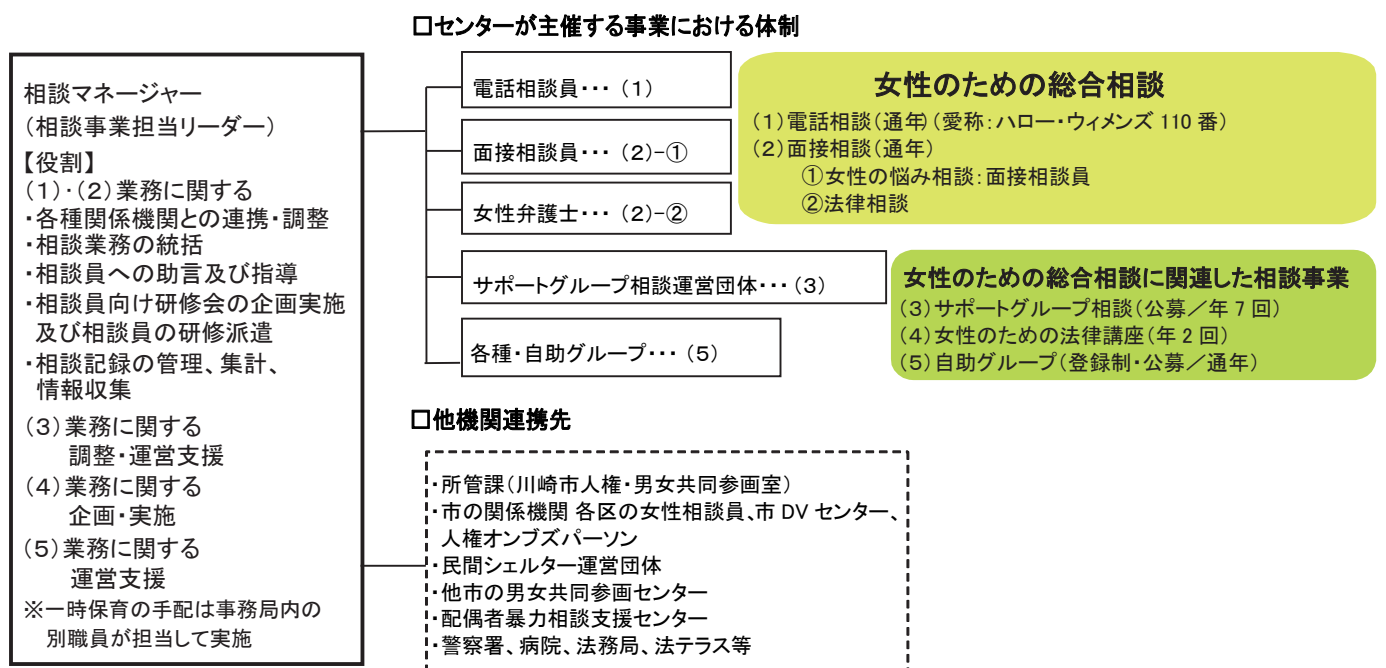 □センターが主催する事業における体制
相談マネージャー
(相談事業担当リーダー)
【役割】
(1)・(2)業務に関する
・各種関係機関との連携・調整
・相談業務の統括
・相談員への助言及び指導
・相談員向け研修会の企画実施
及び相談員の研修派遣
・相談記録の管理、集計、
情報収集
(3)業務に関する
調整・運営支援
(4)業務に関する
企画・実施
(5)業務に関する
運営支援
※一時保育の手配は事務局内の
別職員が担当して実施
電話相談員・・・(1)
面接相談員・・・(2)-①
女性弁護士・・・(2)-②
サポートグループ相談運営団体・・・(3)
各種・自助グループ・・・(5)
女性のための総合相談
(1)電話相談(通年)(愛称:ハロー・ウィメンズ 110 番)
(2)面接相談(通年)
①女性の悩み相談:面接相談員
②法律相談
女性のための総合相談に関連した相談事業
(3)サポートグループ相談(公募/年 7 回)
(4)女性のための法律講座(年 2 回)
(5)自助グループ(登録制・公募/通年)
□他機関連携先
・所管課(川崎市人権・男女共同参画室)
・市の関係機関 各区の女性相談員、市 DV センター、
人権オンブズパーソン
・民間シェルター運営団体
・他市の男女共同参画センター
・配偶者暴力相談支援センター
・警察署、病院、法務局、法テラス等